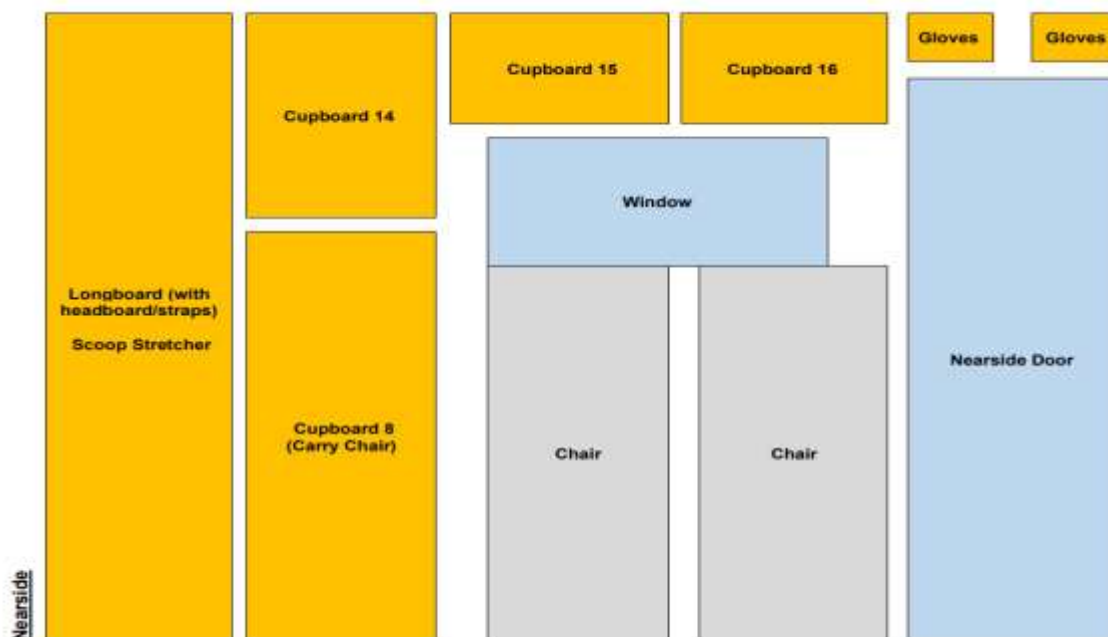 Gloves
Gloves
Cupboard 15
Cupboard 16
Cupboard 14
Window
Longboard (with
headboard/straps)
Scoop Stretcher
Nearside Door
Cupboard 8
(Carry Chair)
Chair
Chair
Nearside